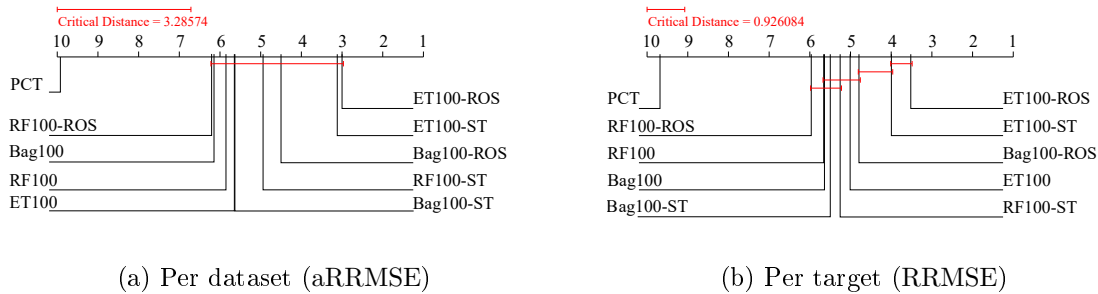 Critical Distance = 3.28574
10 9 8 7 6 5 4 3 2 1
PCT
RF100-ROS
Bag100
RF100
ET100
ET100-ROS
ET100-ST
Bag100-ROS
RF100-ST
Bag100-ST
(a) Per dataset (aRRMSE)
Critical Distance = 0.926084
10 9 8 7 6 5 4 3 2 1
PCT
RF100-ROS
RF100
Bag100
Bag100-ST
ET100-ROS
ET100-ST
Bag100-ROS
ET100
RF100-ST
(b) Per target (RRMSE)